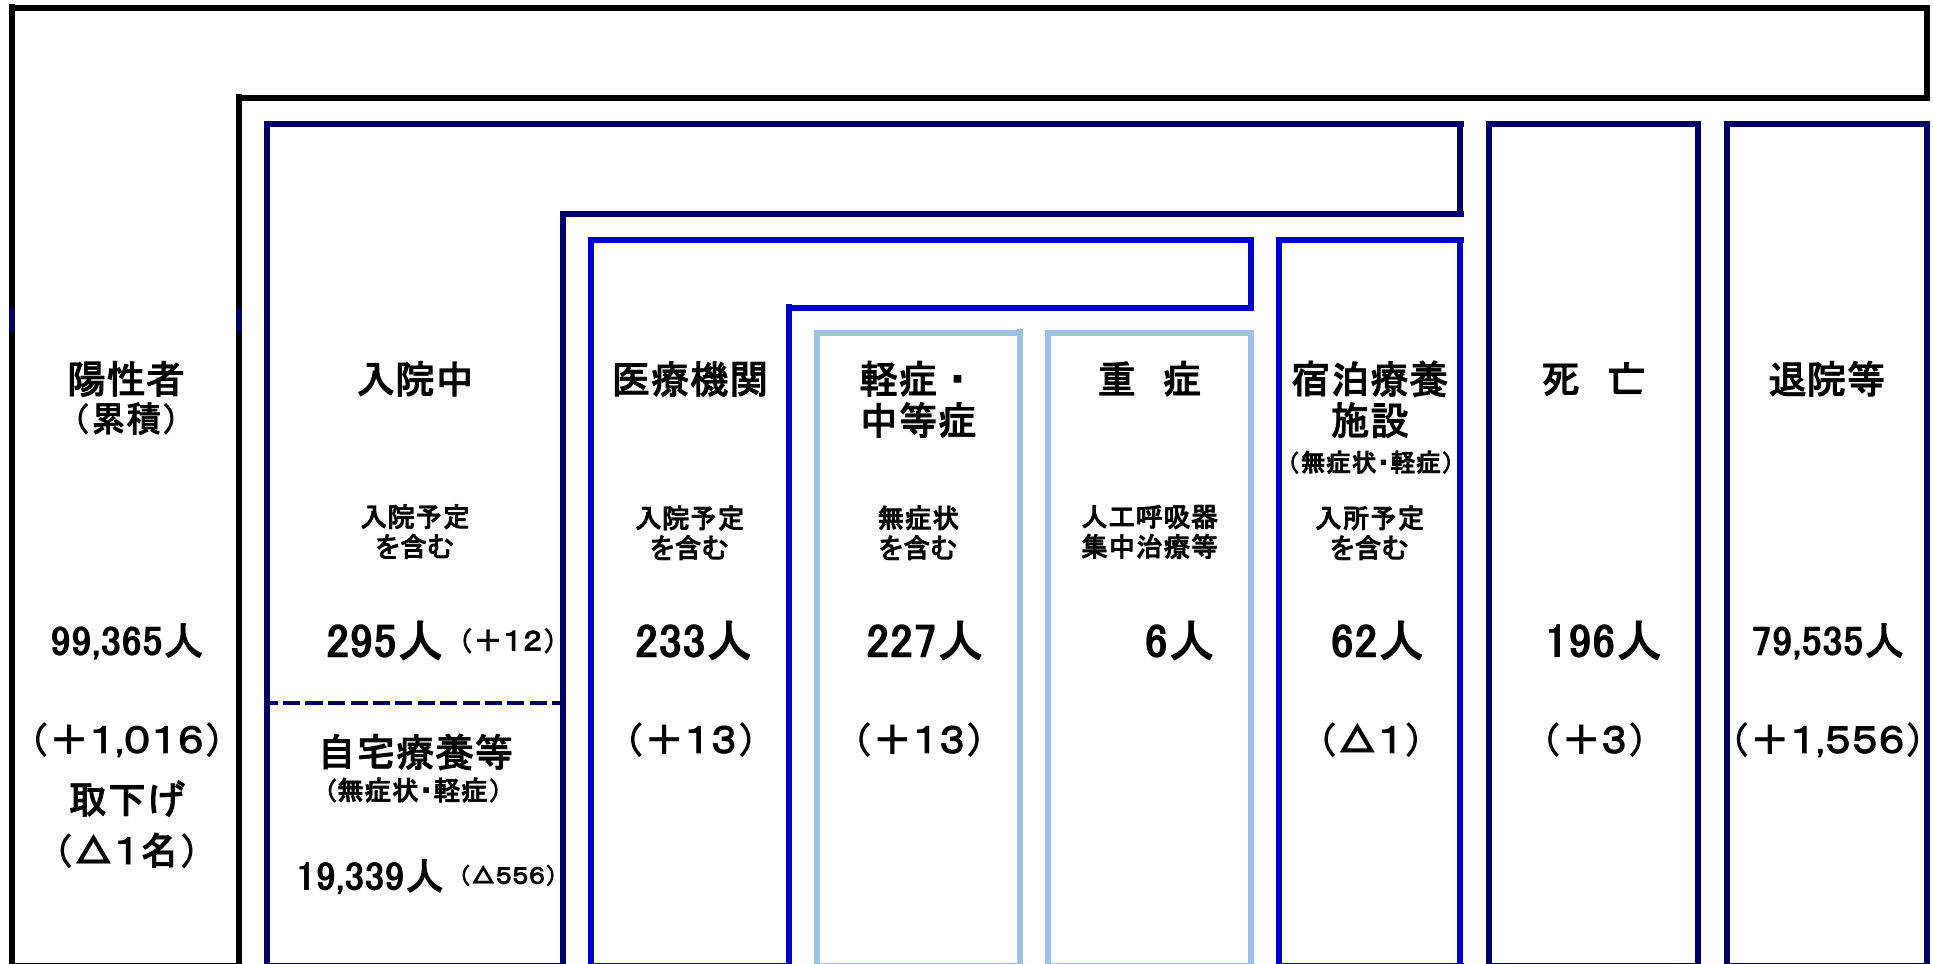 陽性者
（累積）
99,365人
（＋1,016）
取下げ
（△1名）
入院中
入院予定
を含む
295人（＋12）
自宅療養等
（無症状・軽症）
19,339人（△556）
医療機関
入院予定
を含む
233人
（＋13）
軽症・
中等症
無症状
を含む
227人
（＋13）
重 症
人工呼吸器
集中治療等
6人
宿泊療養
施設
（無症状・軽症）
入所予定
を含む
62人
（△1）
死 亡
196人
（＋3）
退院等
79,535人
（＋1,556）